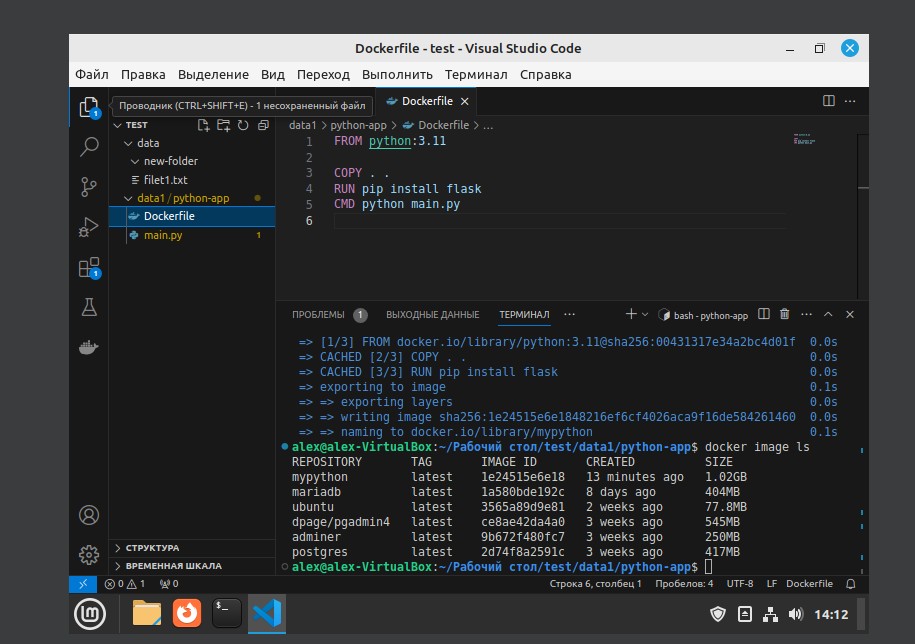 Dockerfile - test - Visual Studio Code
Файл Правка Выделение Вид Переход Выполнить Терминал Справка
Проводник (CTRL+SHIFT+E) - 1 несохраненный файл
Dockerfile
TEST
data
new-folder
filet1.txt
data1 / python-app
Dockerfile
main.py 1
СТРУКТУРА
ВРЕМЕННАЯ ШКАЛА
1
1
data1 > python-app > Dockerfile > ...
1 FROM python:3.11
2
3 COPY . .
4 RUN pip install flask
5 CMD python main.py
6
ПРОБЛЕМЫ 1 ВЫХОДНЫЕ ДАННЫЕ ТЕРМИНАЛ ... bash - python-app
=> [1/3] FROM docker.io/library/python:3.11@sha256:00431317e34a2bc4d01f 0.0s
=> CACHED [2/3] COPY . . 0.0s
=> CACHED [3/3] RUN pip install flask 0.0s
=> exporting to image 0.1s
=> => exporting layers 0.0s
=> => writing image sha256:1e24515e6e1848216ef6cf4026aca9f16de584261460 0.0s
=> => naming to docker.io/library/mypython 0.1s
alex@alex-VirtualBox:~/Рабочий стол/test/data1/python-app$ docker image ls
REPOSITORY TAG IMAGE ID CREATED SIZE
mypython latest 1e24515e6e18 13 minutes ago 1.02GB
mariadb latest 1a580bde192c 8 days ago 404MB
ubuntu latest 3565a89d9e81 2 weeks ago 77.8MB
dpage/pgadmin4 latest ce8ae42da4a0 3 weeks ago 545MB
adminer latest 9b672f480fc7 3 weeks ago 250MB
postgres latest 2d74f8a2591c 3 weeks ago 417MB
alex@alex-VirtualBox:~/Рабочий стол/test/data1/python-app$
0 1 0 Строка 6, столбец 1 Пробелов: 4 UTF-8 LF Dockerfile
14:12